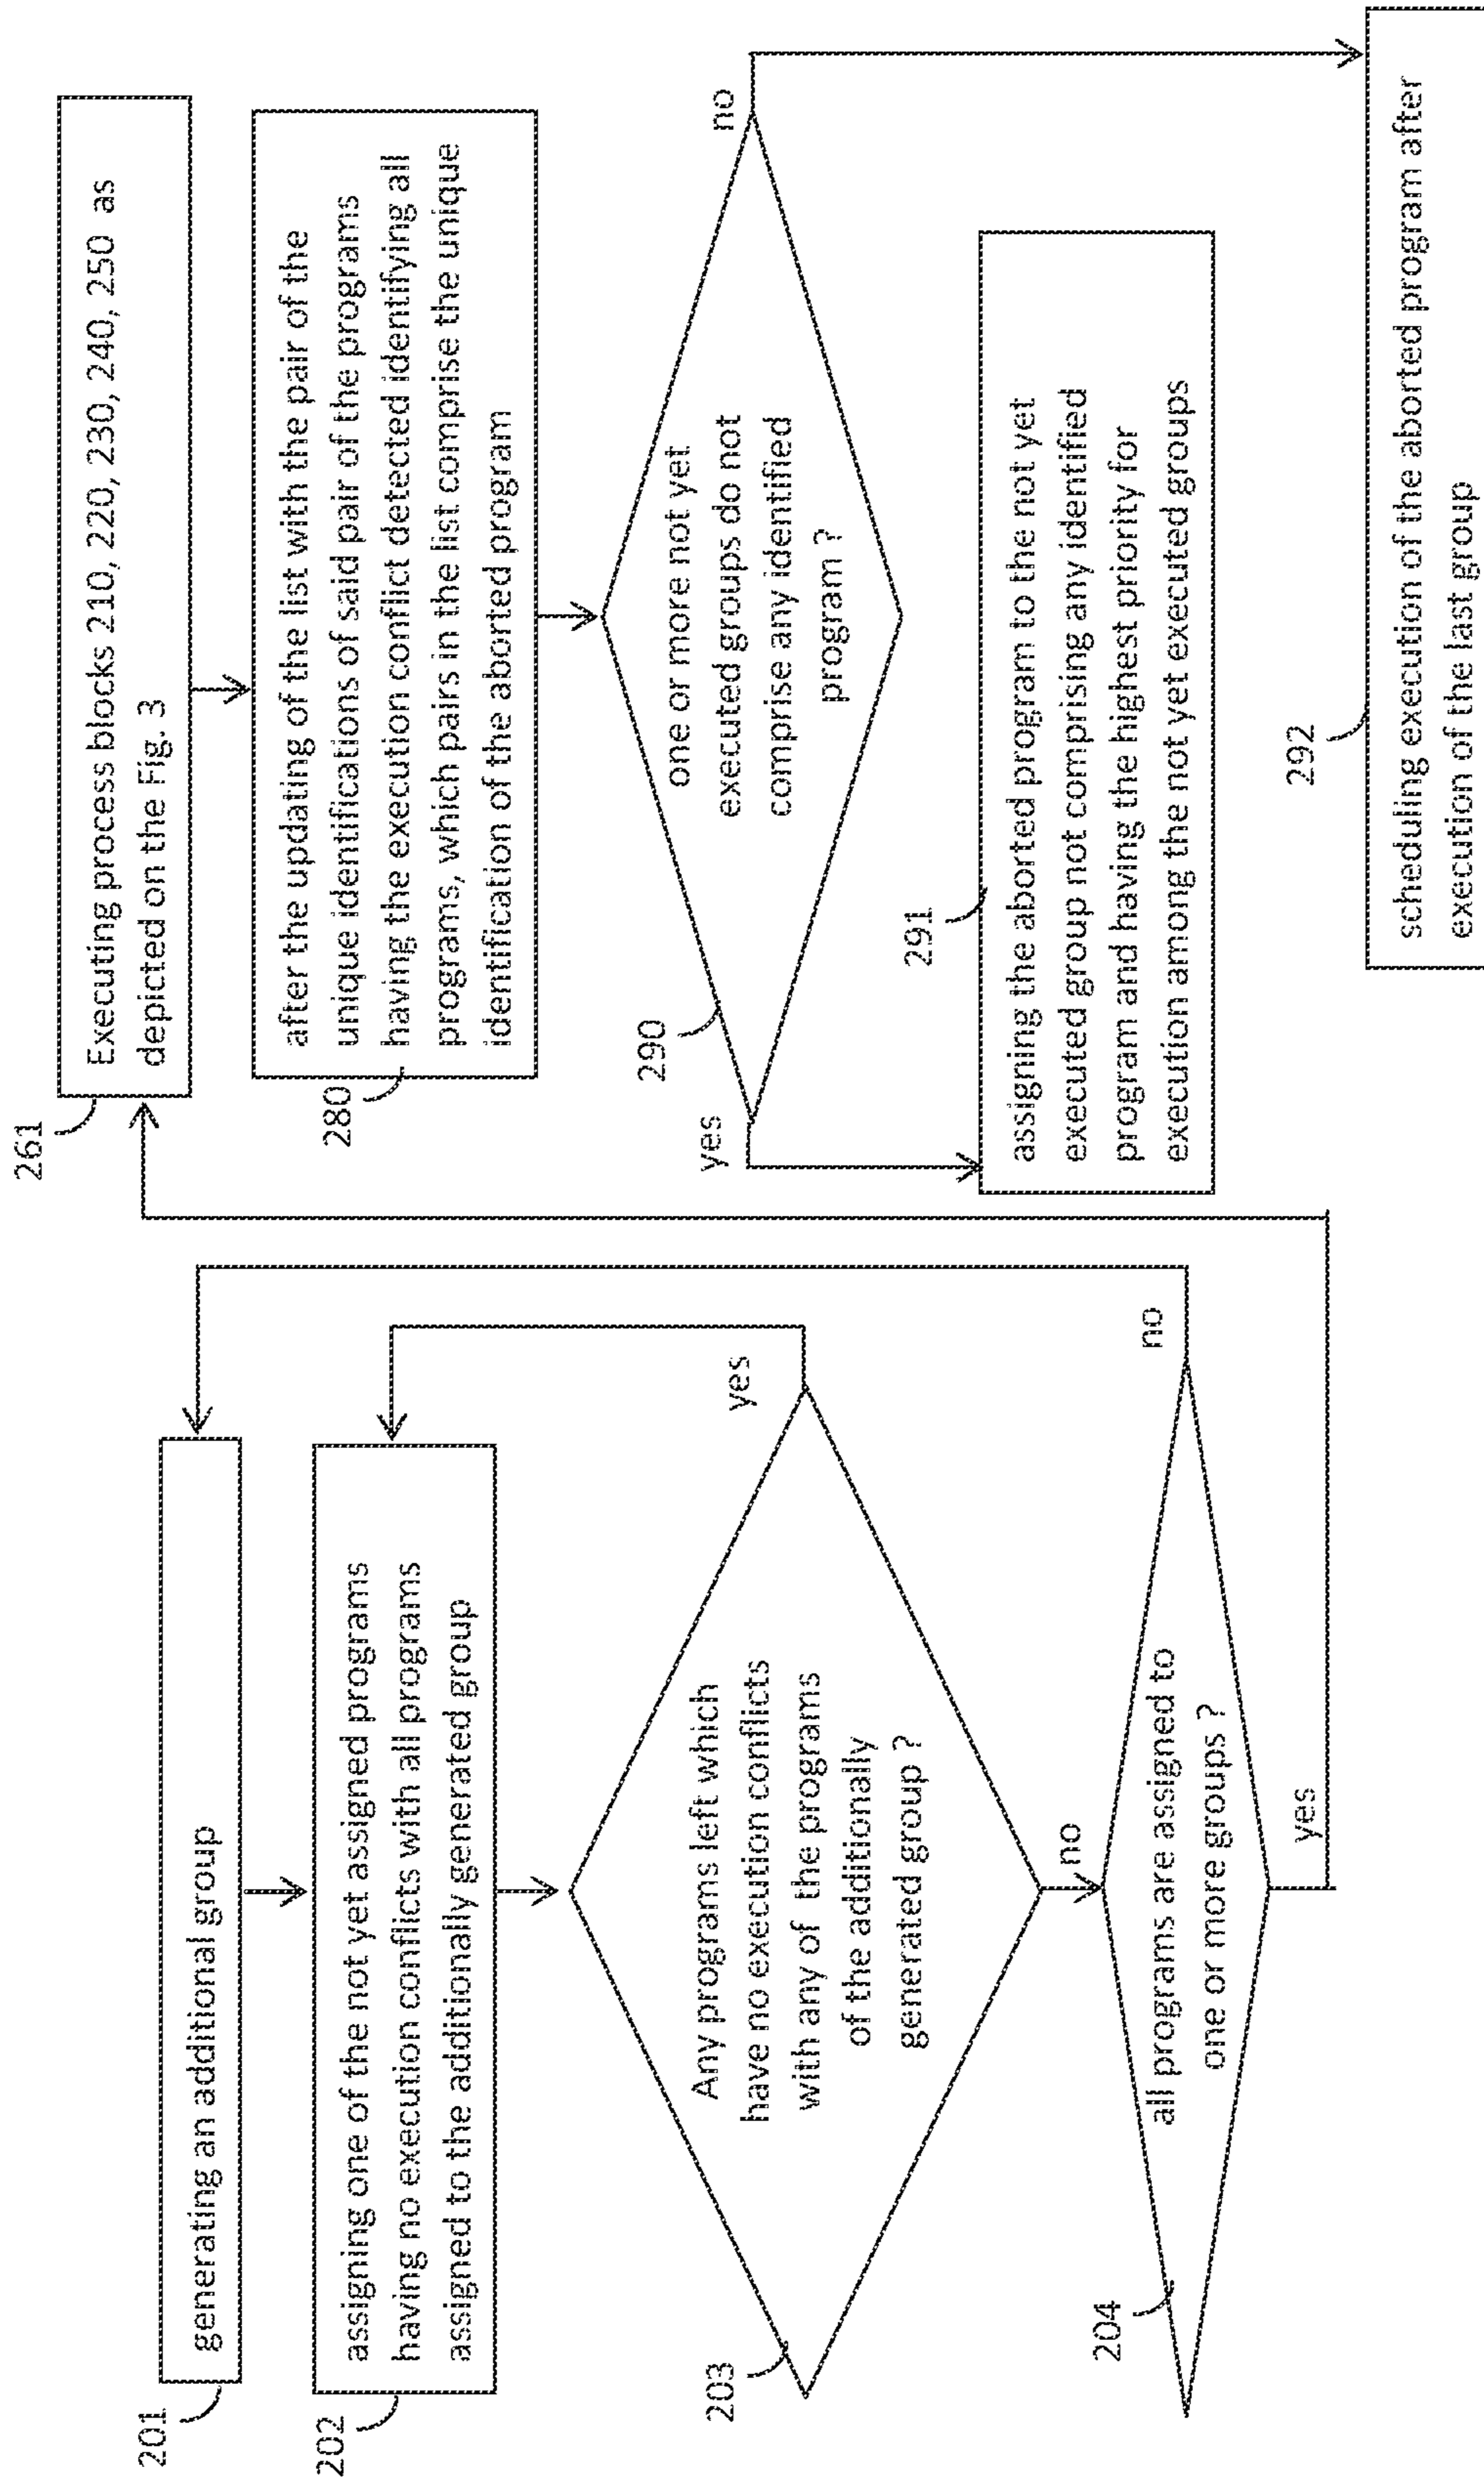 201
generating an additional group
202
assigning one of the not yet assigned programs
having no execution conflicts with all programs
assigned to the additionally generated group
203
Any programs left which
have no execution conflicts
with any of the programs
of the additionally
generated group ?
yes
no
204
all programs are assigned to
one or more groups ?
no
yes
261
Executing process blocks 210, 220, 230, 240, 250 as
depicted on the Fig. 3
280
after the updating of the list with the pair of the
unique identifications of said pair of the programs
having the execution conflict detected identifying all
programs, which pairs in the list comprise the unique
identification of the aborted program
290
one or more not yet
executed groups do not
comprise any identified
program ?
yes
no
291
assigning the aborted program to the not yet
executed group not comprising any identified
program and having the highest priority for
execution among the not yet executed groups
292
scheduling execution of the aborted program after
execution of the last group